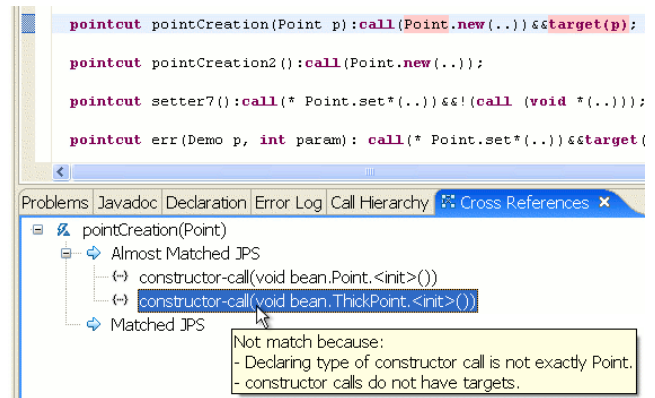 pointcut pointCreation(Point p):call(Point.new(..))&&target(p);
pointcut pointCreation2():call(Point.new(..));
pointcut setter7():call(* Point.set*(..))&&!(call (void *(..)));
pointcut err(Demo p, int param): call(* Point.set*(..))&&target(
Problems Javadoc Declaration Error Log Call Hierarchy Cross References
pointCreation(Point)
Almost Matched JPS
constructor-call(void bean.Point.<init>())
constructor-call(void bean.ThickPoint.<init>())
Matched JPS
Not match because:
- Declaring type of constructor call is not exactly Point.
- constructor calls do not have targets.